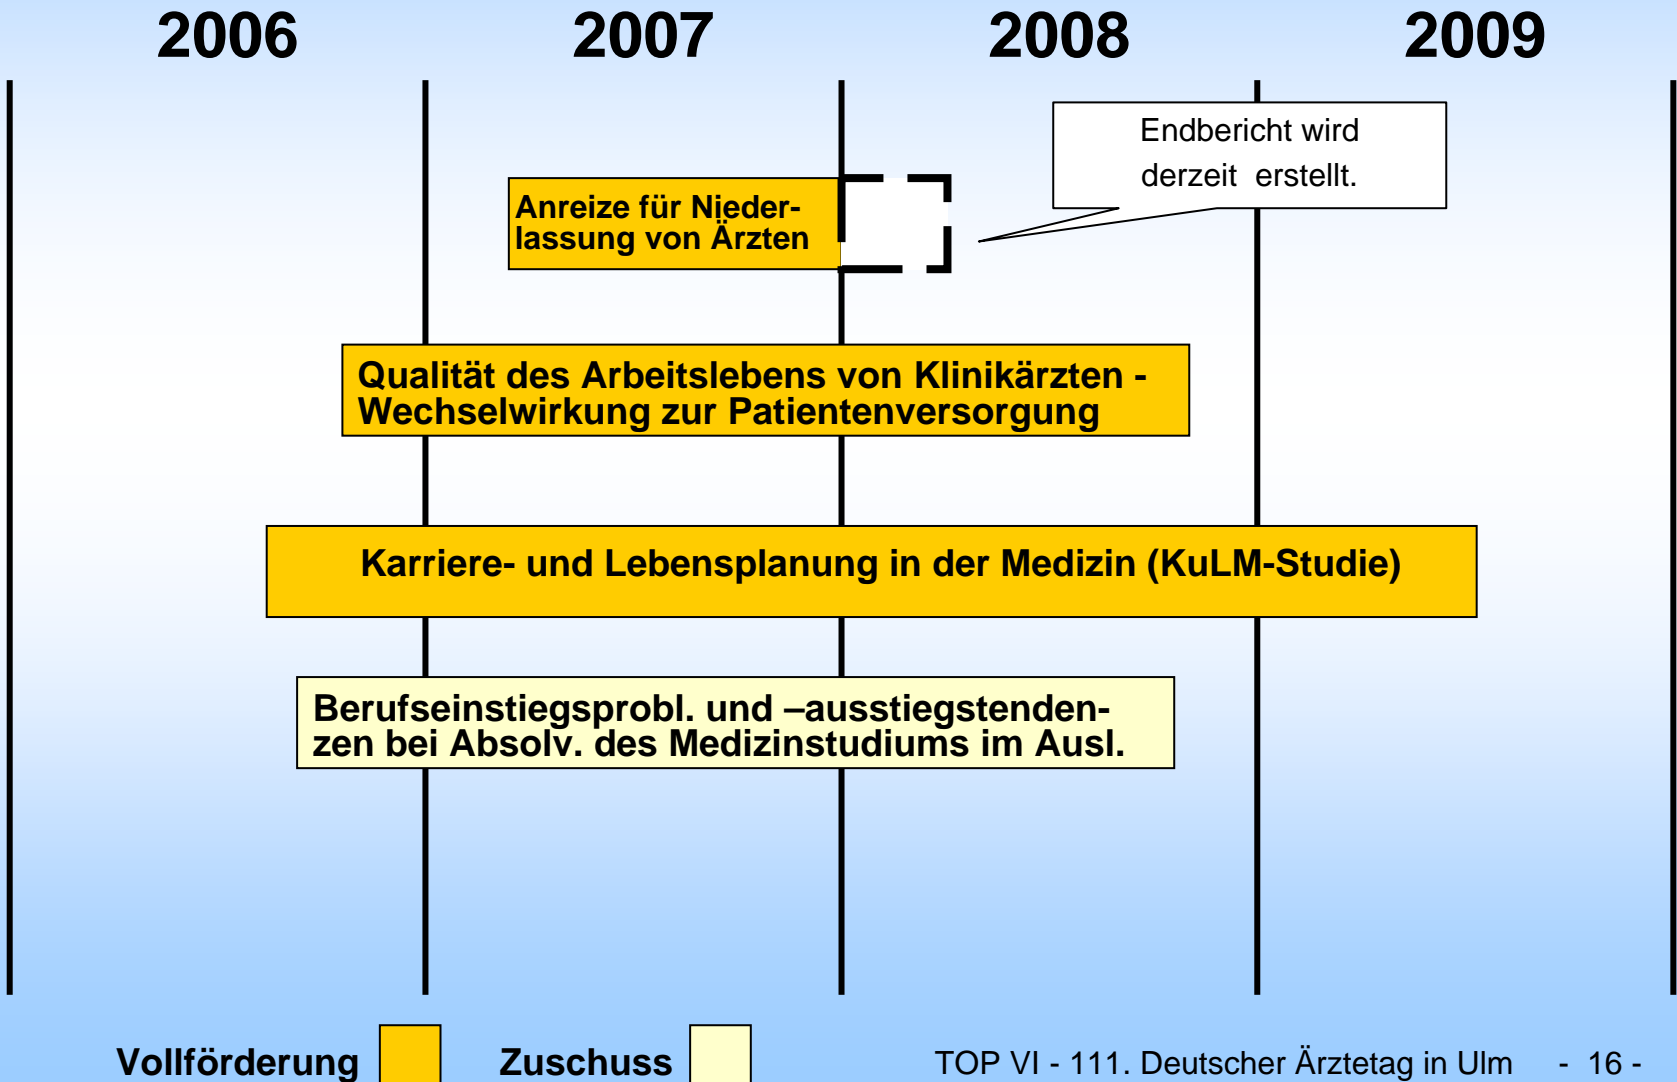 2006 2007 2008 2009
Endbericht wird
derzeit erstellt.
Anreize für Nieder-
lassung von Ärzten
Qualität des Arbeitslebens von Klinikärzten -
Wechselwirkung zur Patientenversorgung
Karriere- und Lebensplanung in der Medizin (KuLM-Studie)
Berufseinstiegsprobl. und –ausstiegstenden-
zen bei Absolv. des Medizinstudiums im Ausl.
Vollförderung Zuschuss TOP VI - 111. Deutscher Ärztetag in Ulm - 16 -